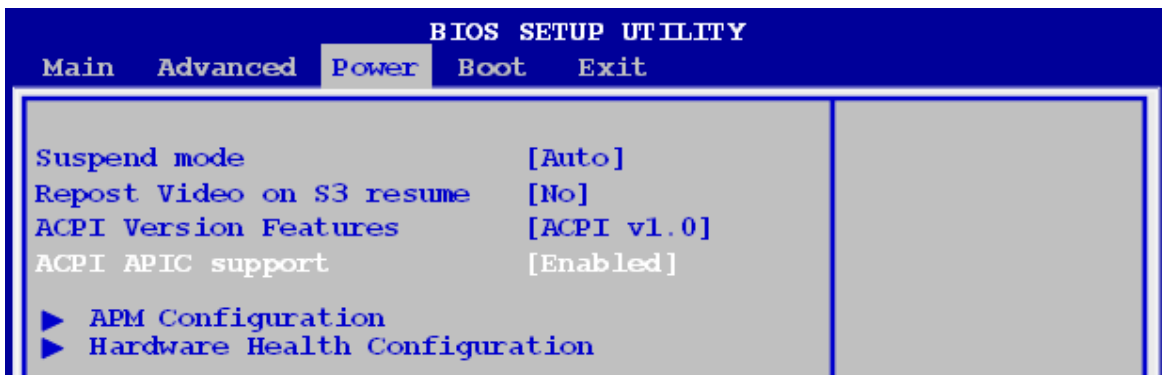 BIOS SETUP UTILITY
Main Advanced Power Boot Exit
Suspend mode [Auto]
Repost Video on S3 resume [No]
ACPI Version Features [ACPI v1.0]
ACPI APIC support [Enabled]
▶ APM Configuration
▶ Hardware Health Configuration